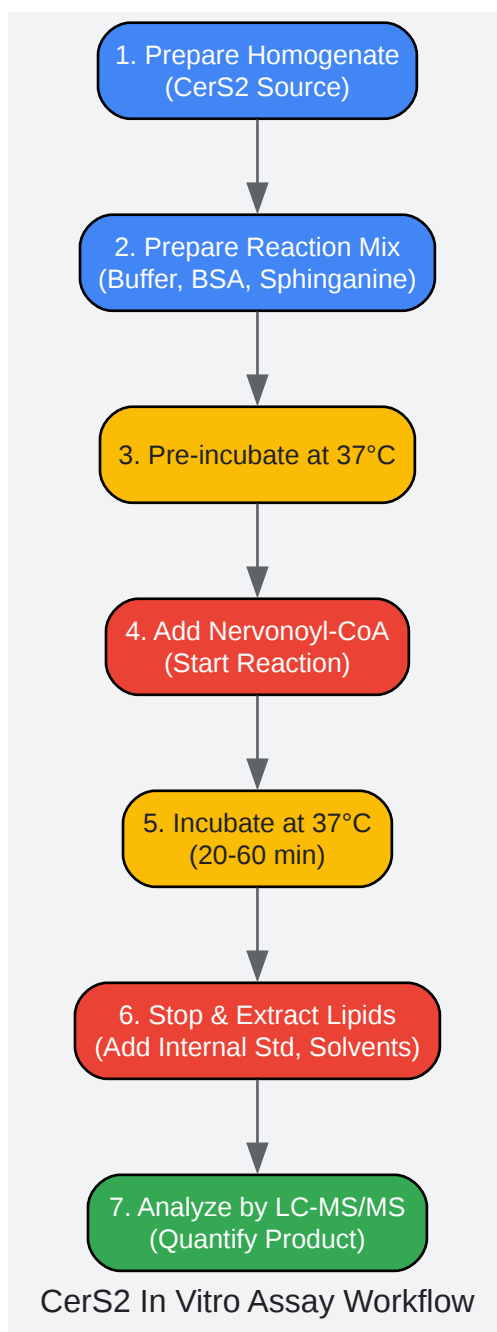 1. Prepare Homogenate
(CerS2 Source)
2. Prepare Reaction Mix
(Buffer, BSA, Sphinganine)
3. Pre-incubate at 37°C
4. Add Nervonoyl-CoA
(Start Reaction)
5. Incubate at 37°C
(20-60 min)
6. Stop & Extract Lipids
(Add Internal Std, Solvents)
7. Analyze by LC-MS/MS
(Quantify Product)
CerS2 In Vitro Assay Workflow